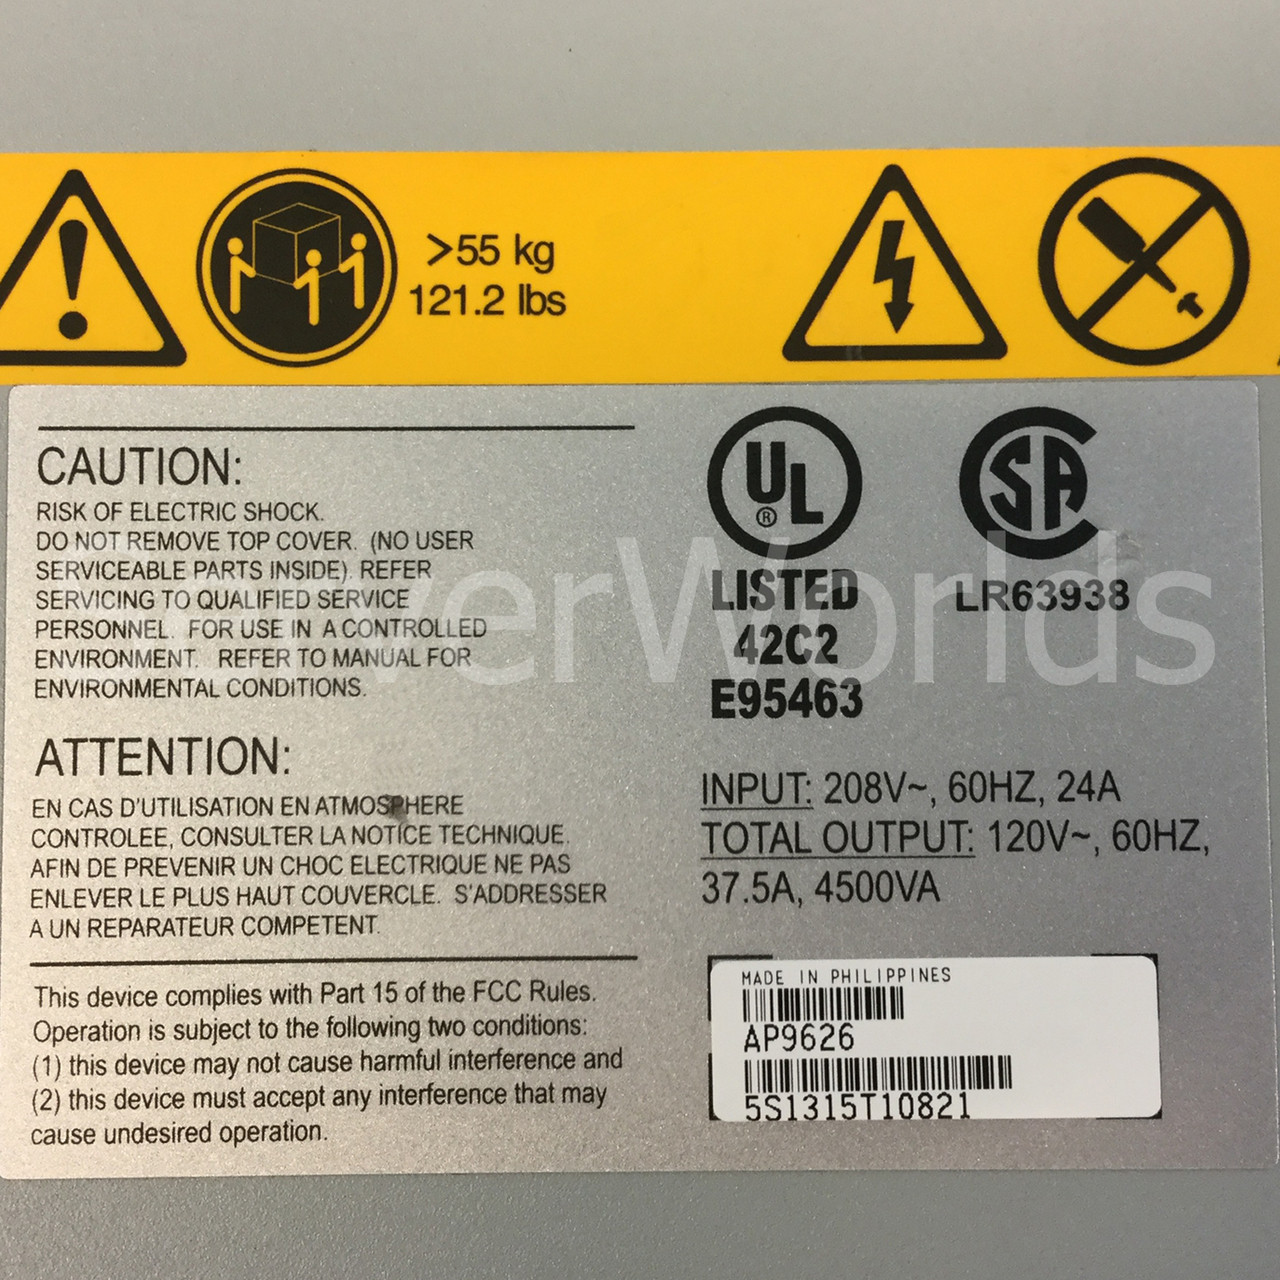 >55 kg
121.2 lbs
CAUTION:
RISK OF ELECTRIC SHOCK.
DO NOT REMOVE TOP COVER. (NO USER
SERVICEABLE PARTS INSIDE). REFER
SERVICING TO QUALIFIED SERVICE
PERSONNEL. FOR USE IN A CONTROLLED
ENVIRONMENT. REFER TO MANUAL FOR
ENVIRONMENTAL CONDITIONS.
ATTENTION:
EN CAS D'UTILISATION EN ATMOSPHERE
CONTROLEE, CONSULTER LA NOTICE TECHNIQUE.
AFIN DE PREVENIR UN CHOC ELECTRIQUE NE PAS
ENLEVER LE PLUS HAUT COUVERCLE. S'ADDRESSER
A UN REPARATEUR COMPETENT.
This device complies with Part 15 of the FCC Rules.
Operation is subject to the following two conditions:
(1) this device may not cause harmful interference and
(2) this device must accept any interference that may
cause undesired operation.
UL
®
LISTED
42C2
E95463
SA
LR63938
INPUT: 208V~, 60HZ, 24A
TOTAL OUTPUT: 120V~, 60HZ,
37.5A, 4500VA
MADE IN PHILIPPINES
AP9626
5S1315T10821